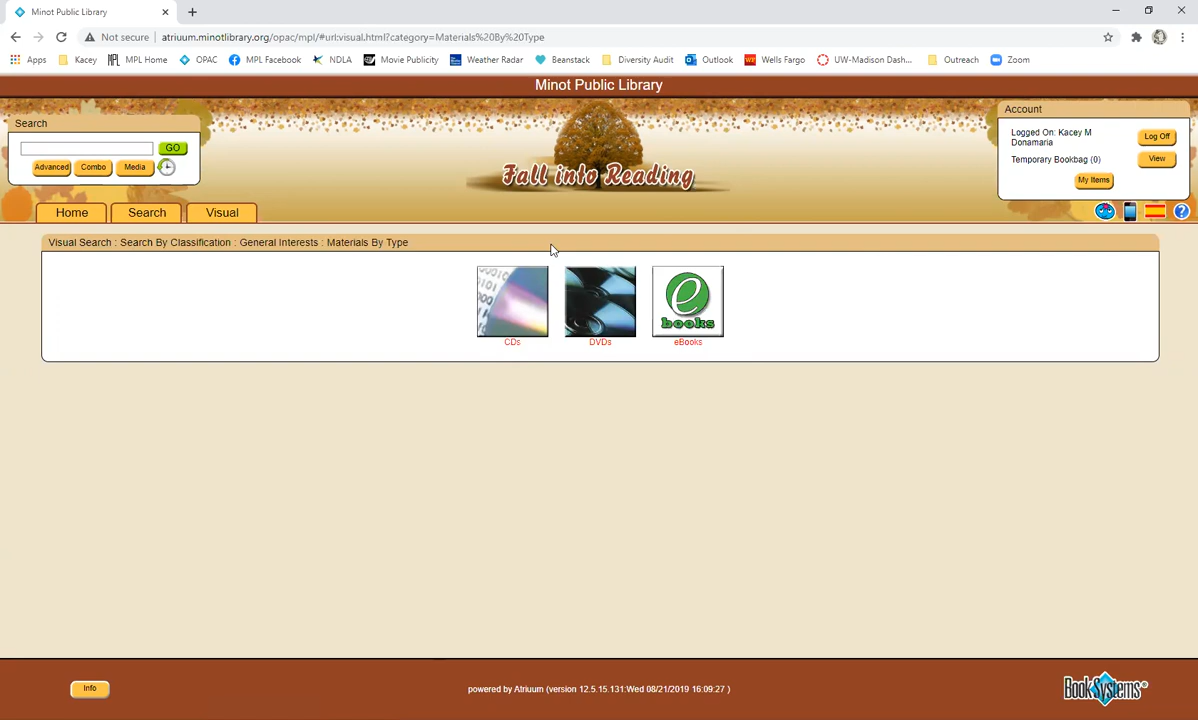 Minot Public Library
Not secure
atriuum.minotlibrary.org/opac/mpl/#url:visual.html?category=Materials%20By%20Type
Apps
Kacey
MPL Home
OPAC
MPL Facebook
NDLA
Movie Publicity
Weather Radar
Beanstack
Diversity Audit
Outlook
Wells Fargo
UW-Madison Dash...
Outreach
Zoom
Minot Public Library
Search
GO
Advanced
Combo
Media
Fall into Reading
Account
Logged On: Kacey M
Donamaria
Log Off
Temporary Bookbag (0)
View
My Items
Home
Search
Visual
Visual Search : Search By Classification : General Interests : Materials By Type
e
books
CDs
DVDs
eBooks
Info
powered by Atriuum (version 12.5.15.131:Wed 08/21/2019 16:09:27 )
BookSystems®